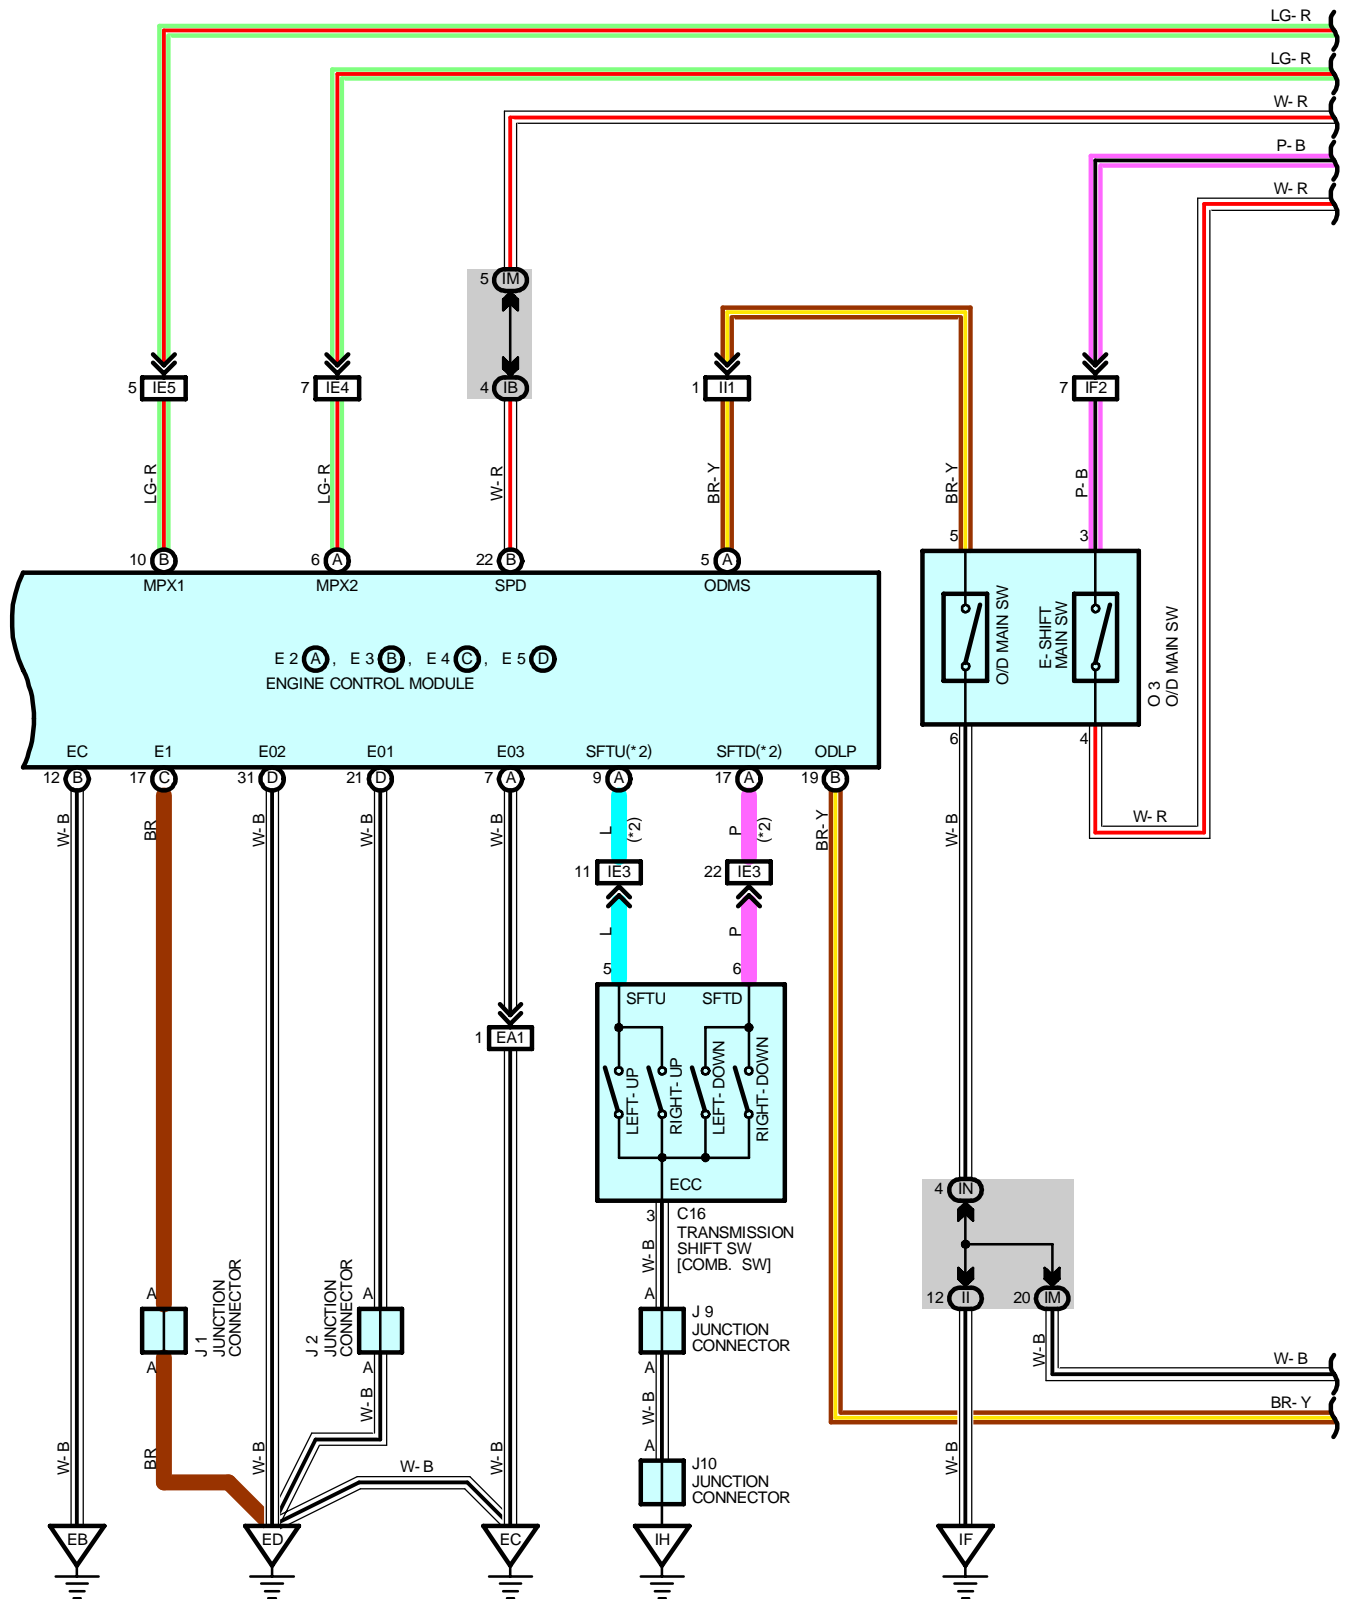 LG- R
LG- R
W- R
P- B
W- R
5 IM
4 IB
5 IE5
7 IE4
1 II1
7 IF2
LG- R
LG- R
W- R
BR- Y
BR- Y
P- B
10 B
6 A
22 B
5 A
5
3
MPX1
MPX2
SPD
ODMS
E 2 A , E 3 B , E 4 C , E 5 D
ENGINE CONTROL MODULE
O/D MAIN SW
E- SHIFT
MAIN SW
O 3
O/D MAIN SW
EC
E1
E02
E01
E03
SFTU(*2)
SFTD(*2)
ODLP
12 B
17 C
31 D
21 D
7 A
9 A
17 A
19 B
6
4
W- B
BR
W- B
W- B
W- B
L
(*2)
P
(*2)
BR- Y
W- B
W- R
11 IE3
22 IE3
L
P
5
6
SFTU
SFTD
1 EA1
LEFT- UP
RIGHT- UP
LEFT- DOWN
RIGHT- DOWN
ECC
3
C16
TRANSMISSION
SHIFT SW
[COMB. SW]
W- B
4 IN
12 II
20 IM
A
J 1
JUNCTION
CONNECTOR
A
A
J 2
JUNCTION
CONNECTOR
A
A
J 9
JUNCTION
CONNECTOR
A
W- B
W- B
W- B
W- B
BR- Y
W- B
BR
W- B
W- B
W- B
A
J10
JUNCTION
CONNECTOR
W- B
EB
ED
EC
IH
IF